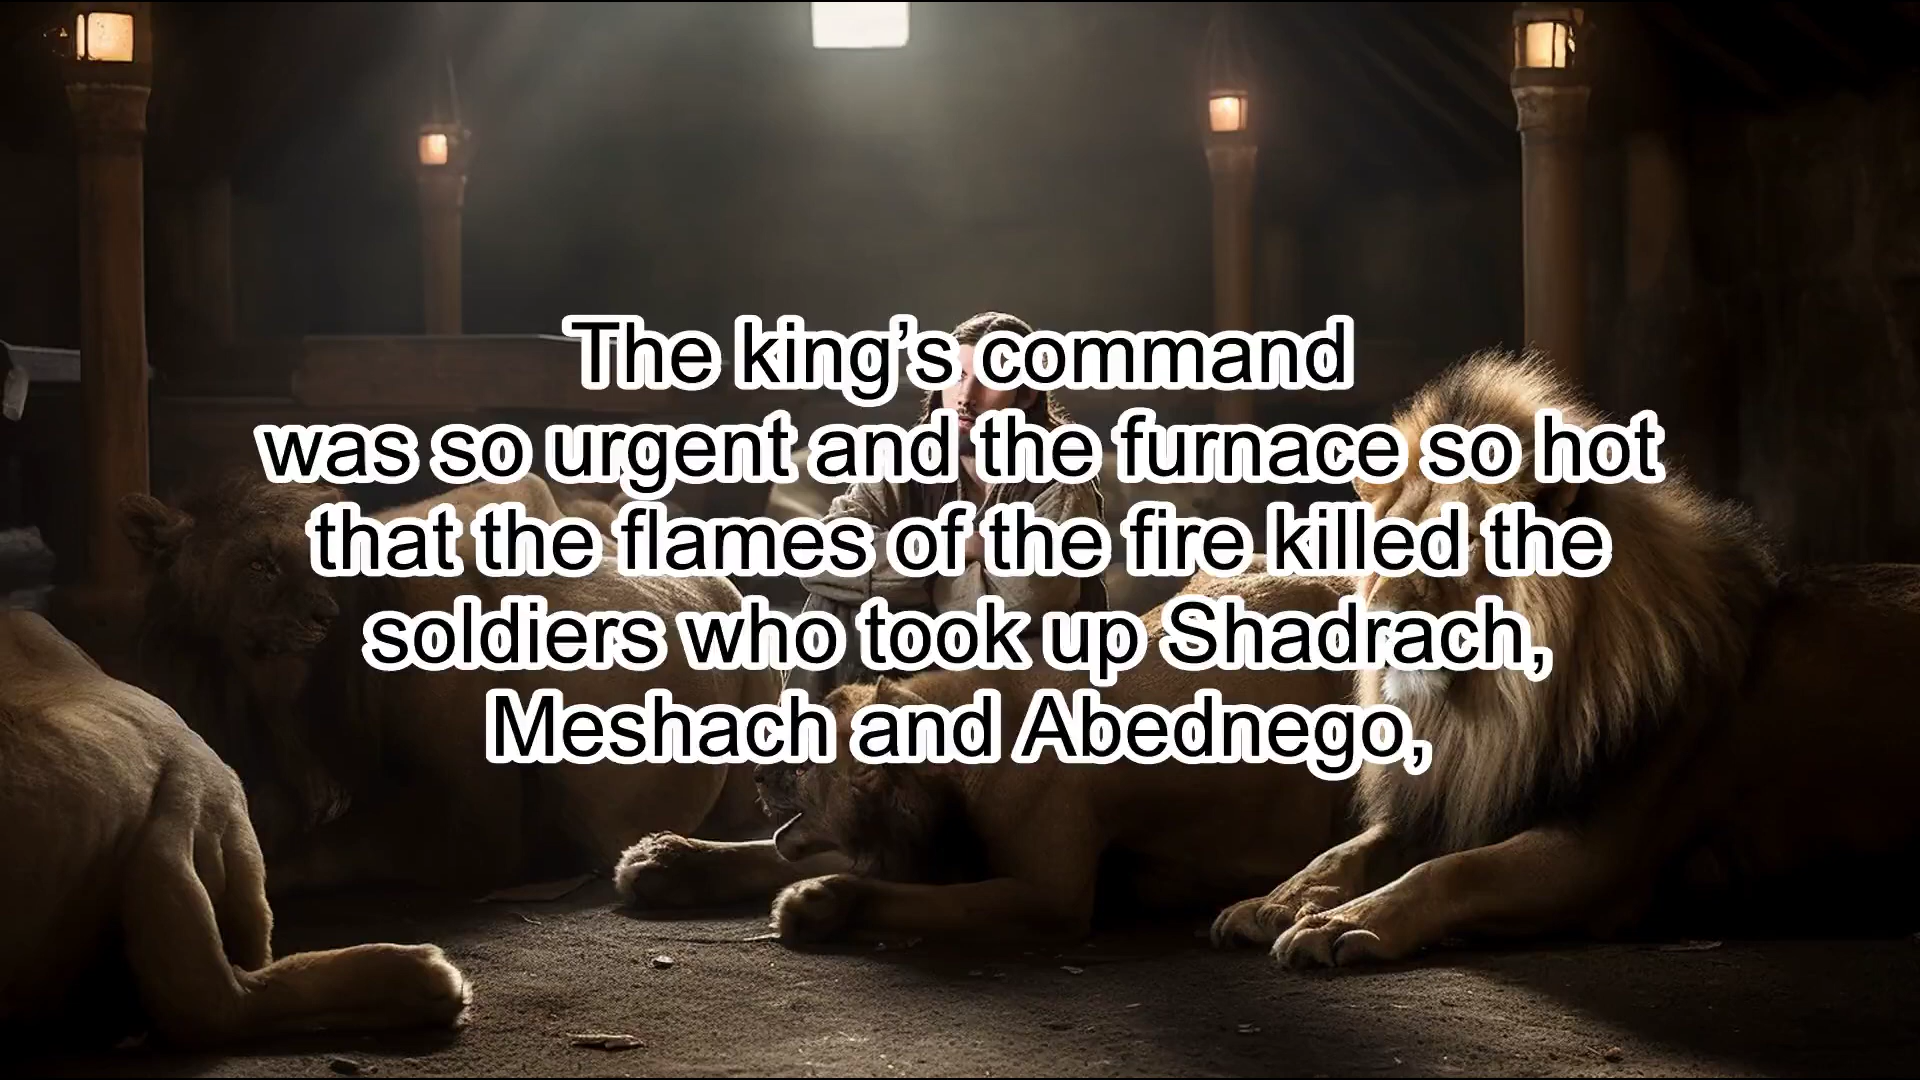 The king’s command
was so urgent and the furnace so hot
that the flames of the fire killed the
soldiers who took up Shadrach,
Meshach and Abednego,